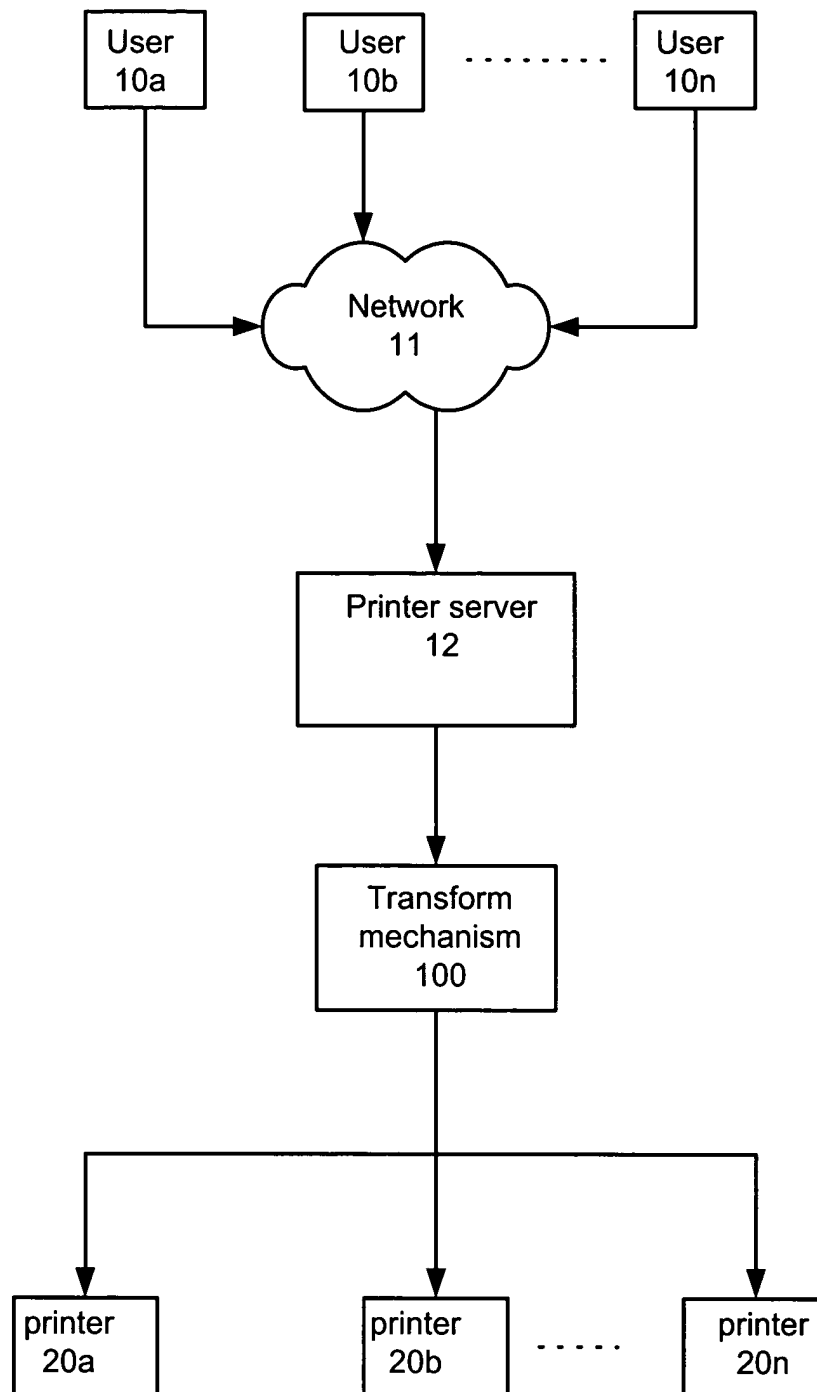 User
10a
User
10b
User
10n
Network
11
Printer server
12
Transform
mechanism
100
printer
20a
printer
20b
printer
20n